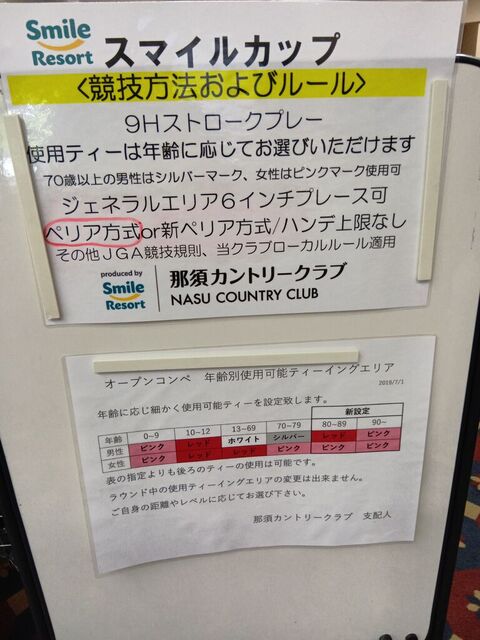 Smile
Resort
スマイルカップ
<競技方法およびルール>
9Hストロークプレー
使用ティーは年齢に応じてお選びいただけます
70歳以上の男性はシルバーマーク、女性はピンクマーク使用可
ジェネラルエリア6インチプレース可
ペリア方式or新ペリア方式/ハンデ上限なし
その他JGA競技規則、当クラブローカルルール適用
produced by
Smile
Resort
那須カントリークラブ
NASU COUNTRY CLUB
オープンコンペ 年齢別使用可能ティーイングエリア
2019/7/1
年齢に応じ細かく使用可能ティーを設定致します。
新設定
年齢 0~9 10~12 13~69 70~79 80~89 90~
男性 ピンク レッド ホワイト シルバー レッド ピンク
女性 ピンク レッド レッド ピンク ピンク ピンク
表の指定よりも後ろのティーの使用は可能です。
ラウンド中の使用ティーイングエリアの変更は出来ません。
ご自身の距離やレベルに応じてお選び下さい。
那須カントリークラブ 支配人